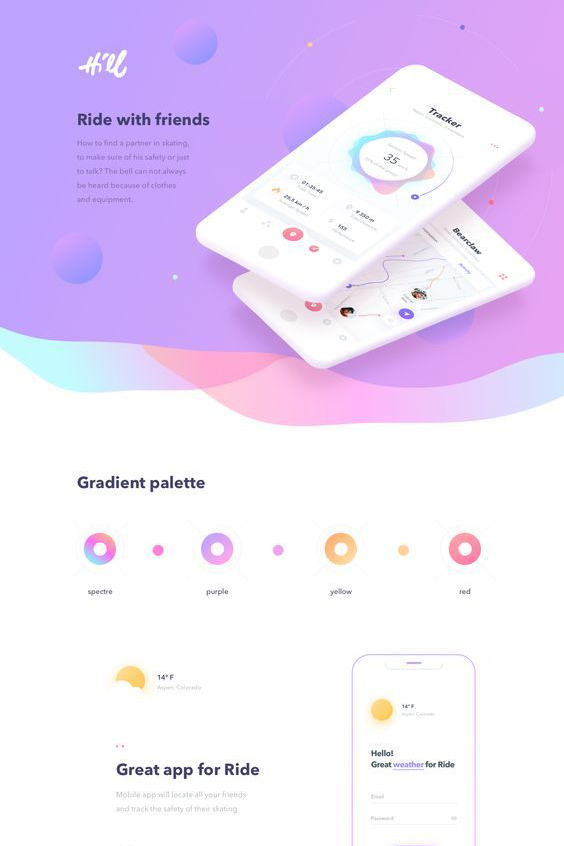 Hill
Ride with friends
How to find a partner in skating,
to make sure of his safety or just
to talk? The bell can not always
be heard because of clothes
and equipment.
Tracker
35
01:35:45
9 350 m
25,5 km / h
165
Bearclaw
Gradient palette
spectre
purple
yellow
red
14° F
Aspen, Colorado
Great app for Ride
Mobile app will locate all your friends
and track the safety of their skating
14° F
Aspen, Colorado
Hello!
Great weather for Ride
Email
Password